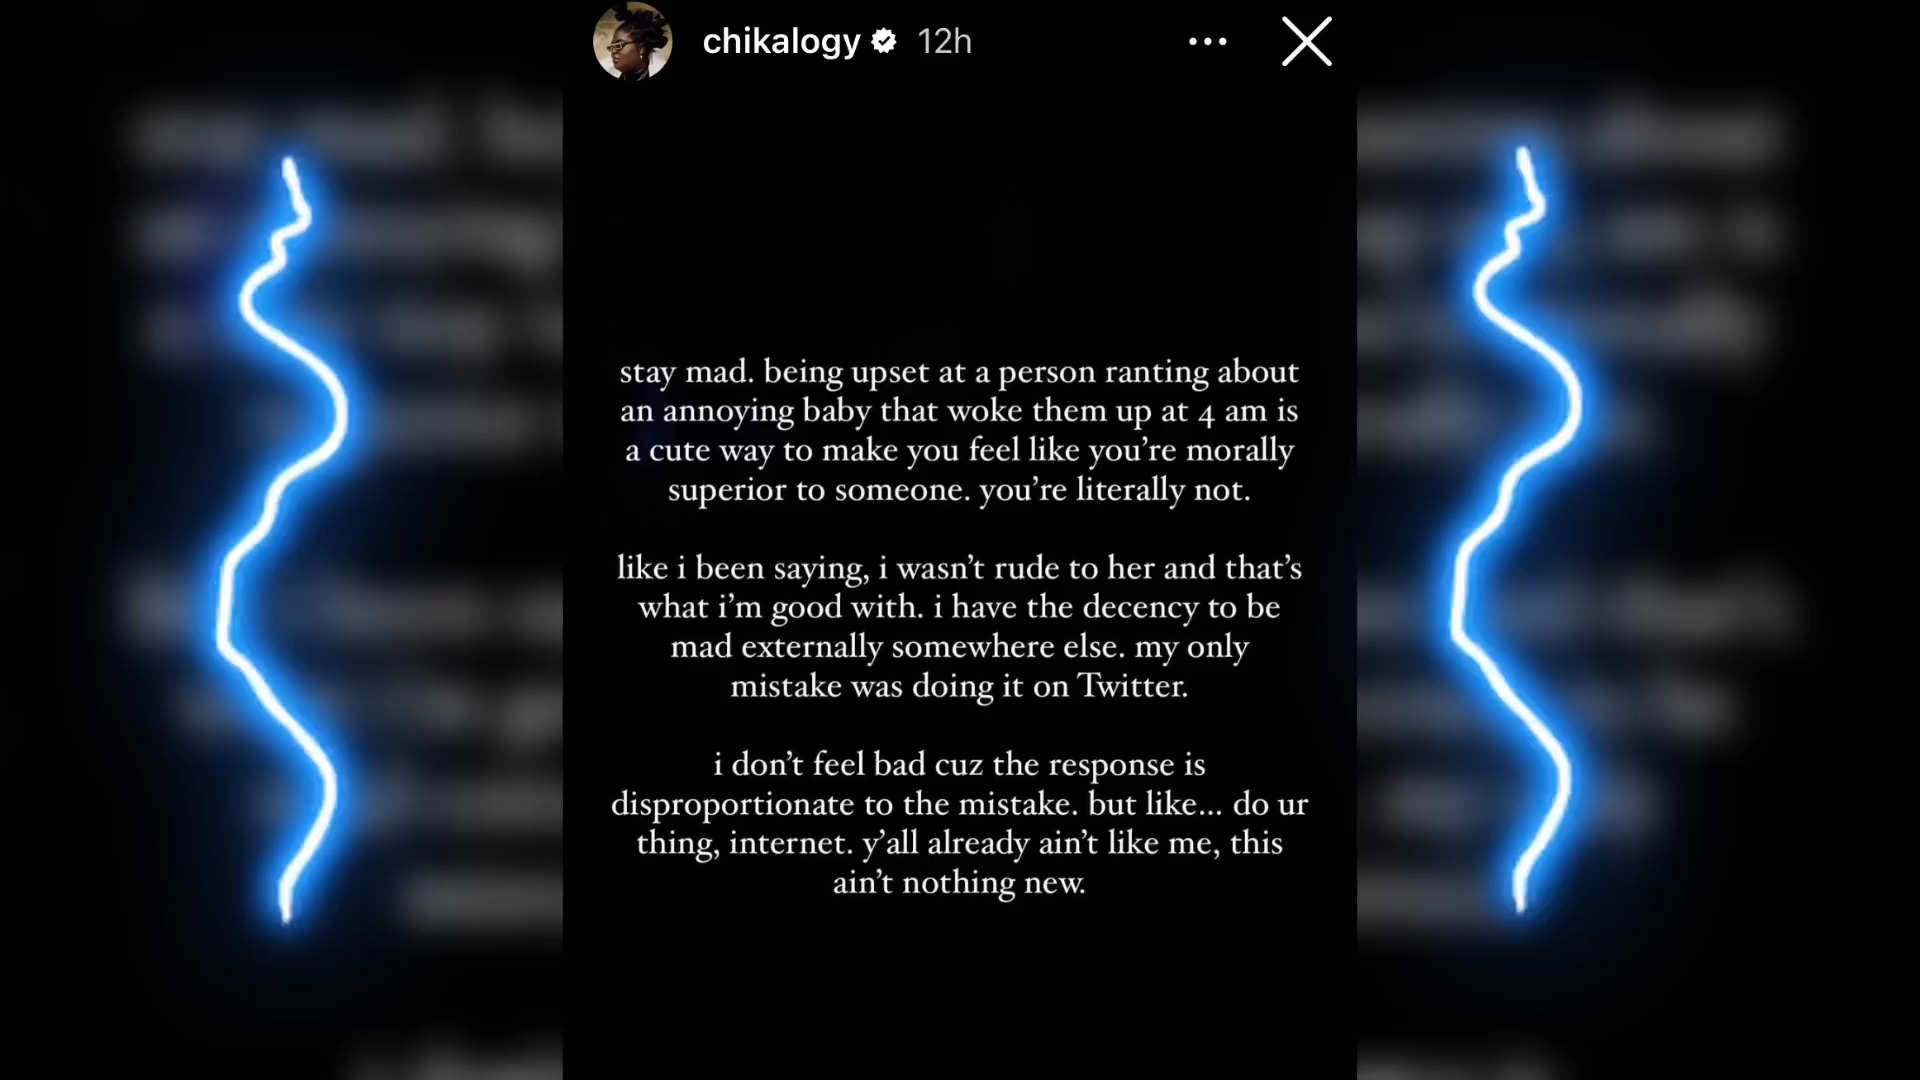 chikalogy 12h
stay mad. being upset at a person ranting about
an annoying baby that woke them up at 4 am is
a cute way to make you feel like you’re morally
superior to someone. you’re literally not.
like i been saying, i wasn’t rude to her and that’s
what i’m good with. i have the decency to be
mad externally somewhere else. my only
mistake was doing it on Twitter.
i don’t feel bad cuz the response is
disproportionate to the mistake. but like... do ur
thing, internet. y’all already ain’t like me, this
ain’t nothing new.